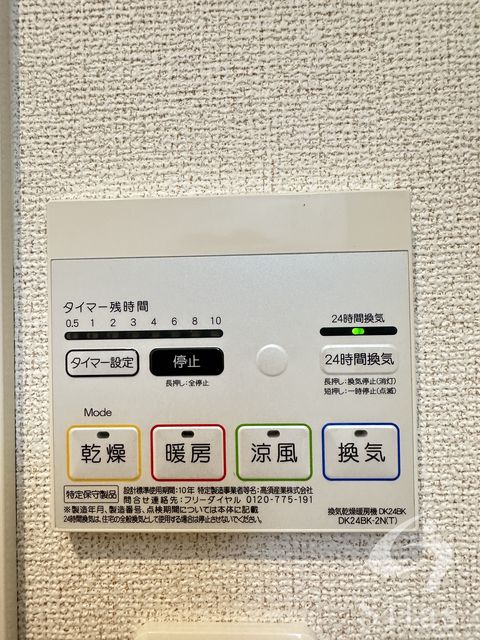 タイマー残時間
0.5 1 2 3 4 6 8 10
24時間換気
タイマー設定
停止
24時間換気
長押し:全停止
長押し:換気停止(消灯)
短押し:一時停止(点滅)
Mode
乾燥
暖房
涼風
換気
特定保守製品
設計標準使用期間:10年 特定製造事業者等名:高須産業株式会社
問合せ連絡先:フリーダイヤル 0120-775-191
※製造年月、製造番号、点検期間については本体に記載
24時間換気は、住宅の全般換気として使用する場合は停止させないでください。
換気乾燥暖房機 DK24BK
DK24BK-2N(T)